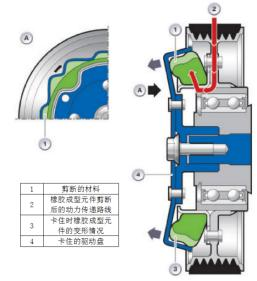 A
1
2
1
A
4
3
1 剪断的材料
2 橡胶成型元件剪断
后的动力传递路线
3 卡住时橡胶成型元
件的变形情况
4 卡住的驱动盘